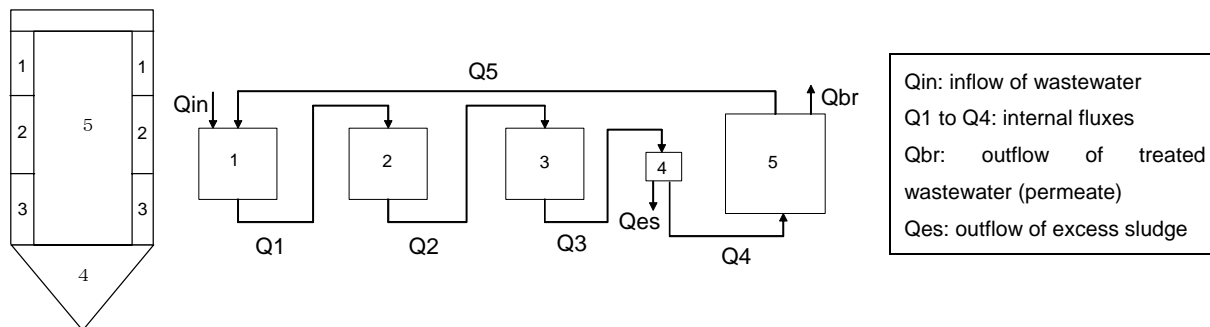 1 1
2 5 2
3 3
4
Q5
Qin
Qbr
1 2 3 4 5
Qes
Q1 Q2 Q3 Q4
Qin: inflow of wastewater
Q1 to Q4: internal fluxes
Qbr: outflow of treated
wastewater (permeate)
Qes: outflow of excess sludge